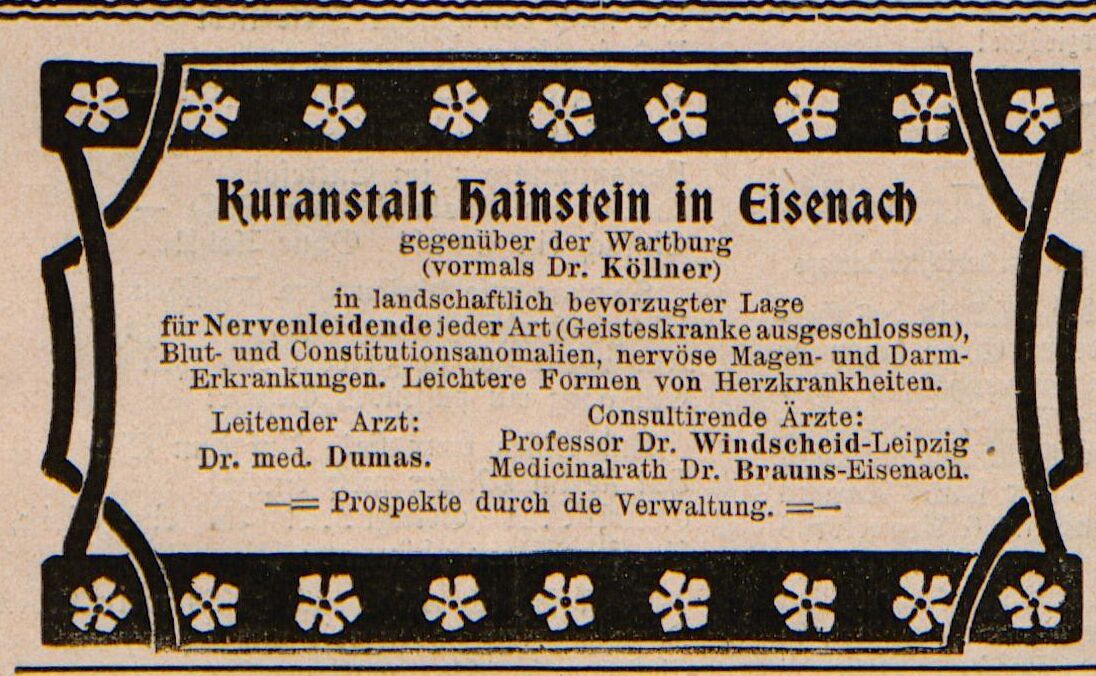 Kuranstalt Hainstein in Eisenach
gegenüber der Wartburg
(vormals Dr. Köllner)
in landschaftlich bevorzugter Lage
für Nervenleidende jeder Art (Geisteskranke ausgeschlossen),
Blut- und Constitutionsanomalien, nervöse Magen- und Darm-
Erkrankungen. Leichtere Formen von Herzkrankheiten.
Leitender Arzt:
Dr. med. Dumas.
Consultirende Ärzte:
Professor Dr. Windscheid-Leipzig.
Medicinalrath Dr. Brauns-Eisenach.
Prospekte durch die Verwaltung.